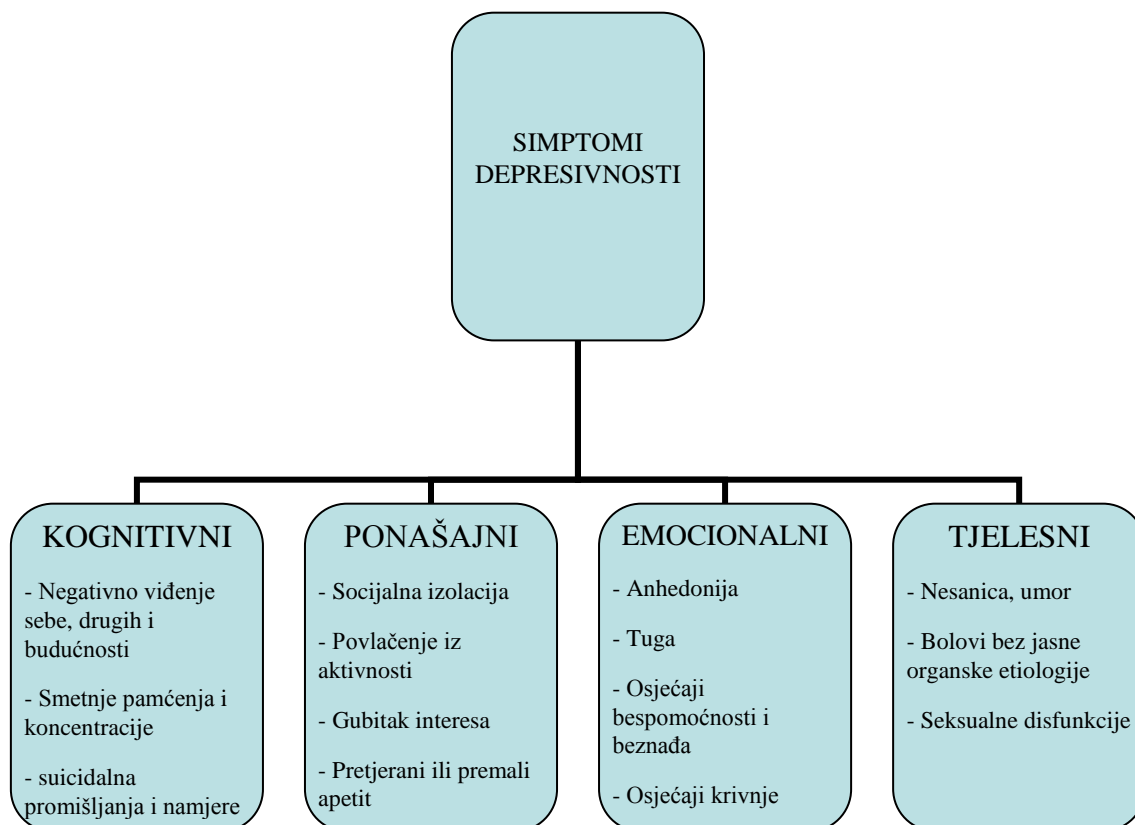 SIMPTOMI
DEPRESIVNOSTI
KOGNITIVNI
- Negativno viđenje
sebe, drugih i
budućnosti
- Smetnje pamćenja i
koncentracije
- suicidalna
promišljanja i namjere
PONAŠAJNI
- Socijalna izolacija
- Povlačenje iz
aktivnosti
- Gubitak interesa
- Pretjerani ili premali
apetit
EMOCIONALNI
- Anhedonija
- Tuga
- Osjećaji
bespomoćnosti i
beznađa
- Osjećaji krivnje
TJELESNI
- Nesanica, umor
- Bolovi bez jasne
organske etiologije
- Seksualne disfunkcije